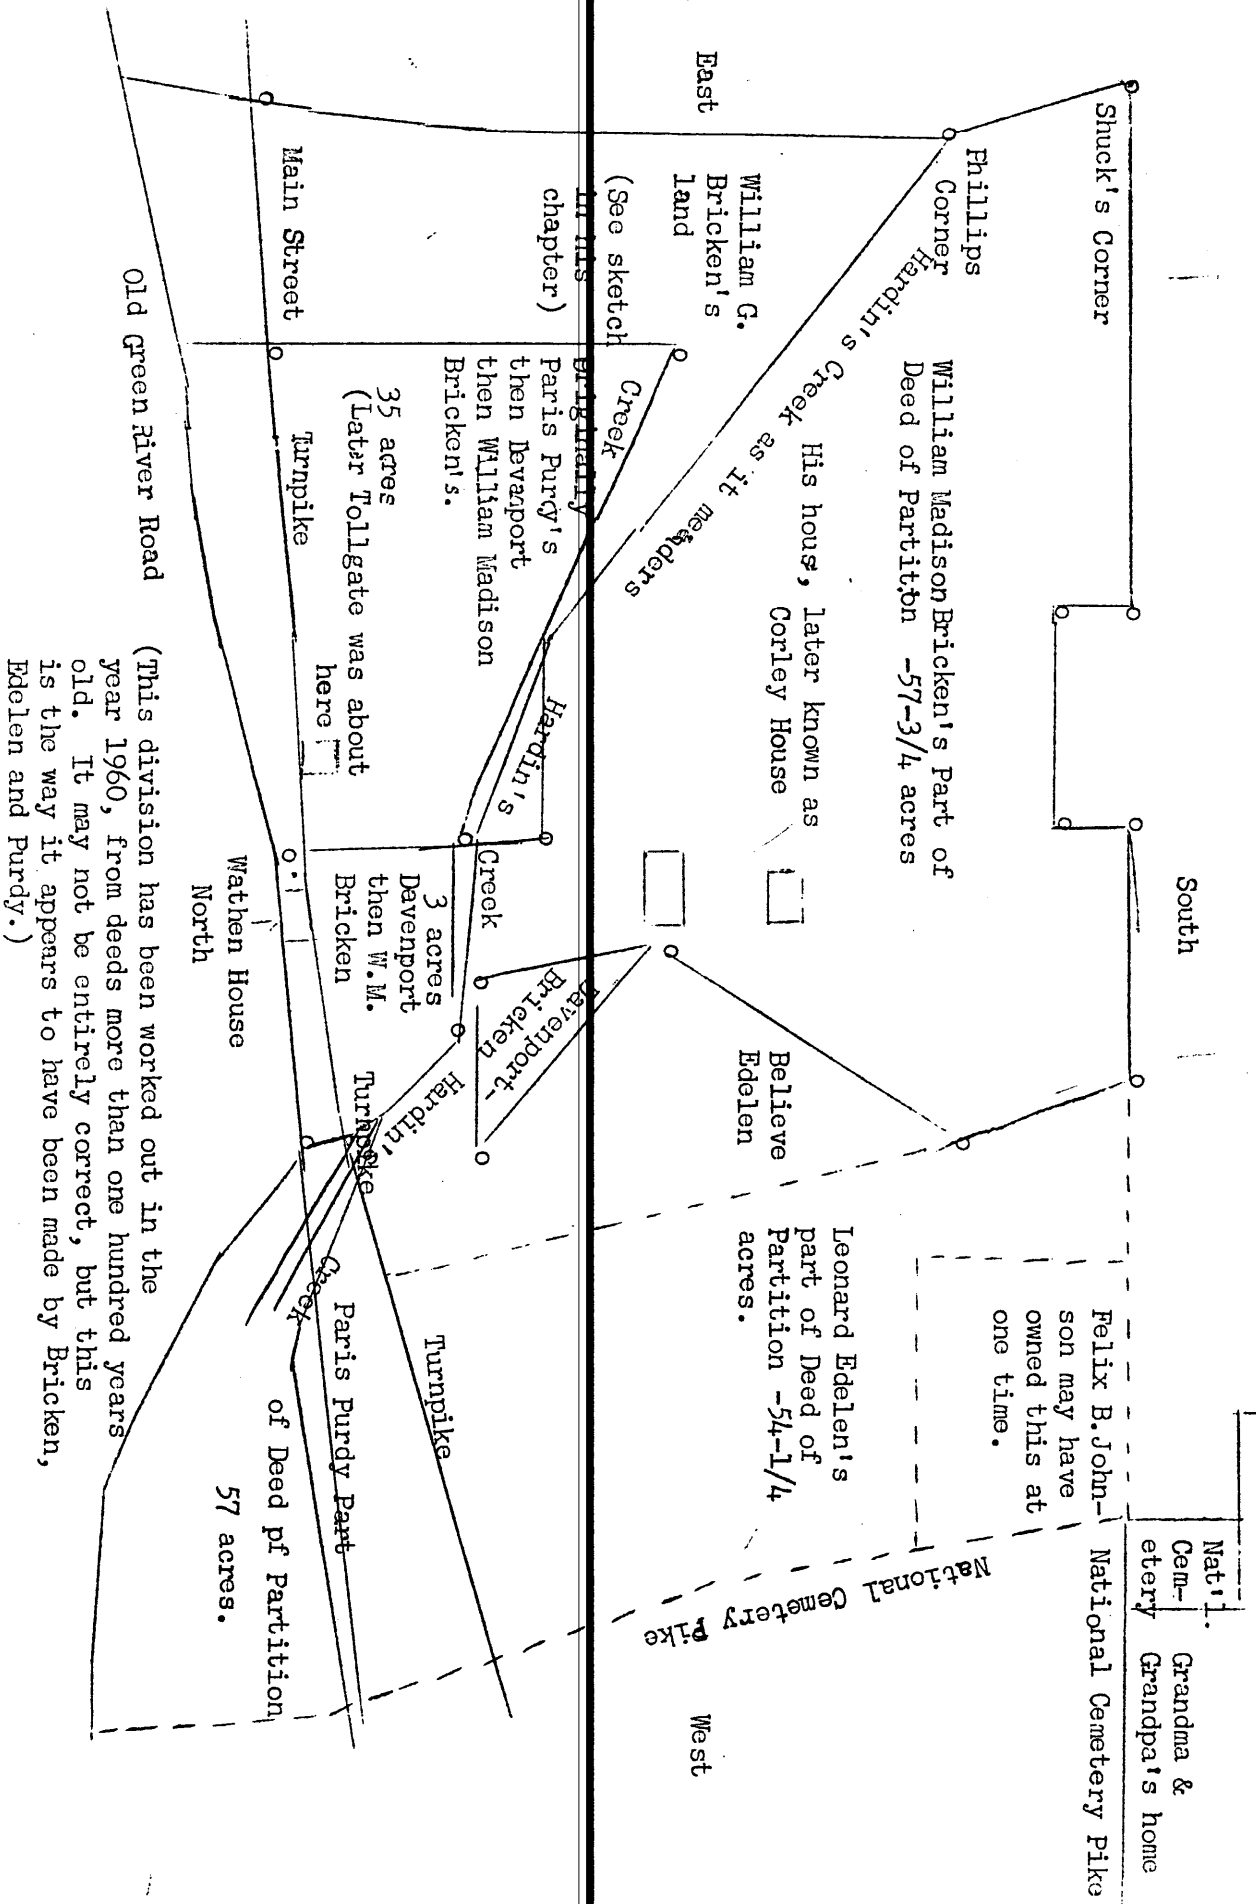 South
Nat'l.
Cem-
etery
Grandma &
Grandpa's home
Shuck's Corner
National Cemetery Pike
Felix B.John-
son may have
owned this at
one time.
Phillips
Corner
William Madison Bricken's Part of
Deed of Partitton -57-3/4 acres
National Cemetery Pike
Hardin's Creek as it meanders
His house, later known as
Corley House
Believe
Edelen
Leonard Edelen's
part of Deed of
Partition -54-1/4
acres.
East
West
William G.
Bricken's
land
(See sketch
in his
chapter)
Creek
Originally
Paris Purdy's
then Devanport
then William Madison
Bricken's.
Hardin's
Creek
Davenport-
Bricken
3 acres
Davenport
then W.M.
Bricken
Hardin'
Creek
35 acres
(Later Tollgate was about
here
Turnpike
Turnpike
Main Street
Turnpike
Paris Purdy Part
of Deed pf Partition
57 acres.
Wathen House
North
Old Green River Road
(This division has been worked out in the
year 1960, from deeds more than one hundred years
old. It may not be entirely correct, but this
is the way it appears to have been made by Bricken,
Edelen and Purdy.)